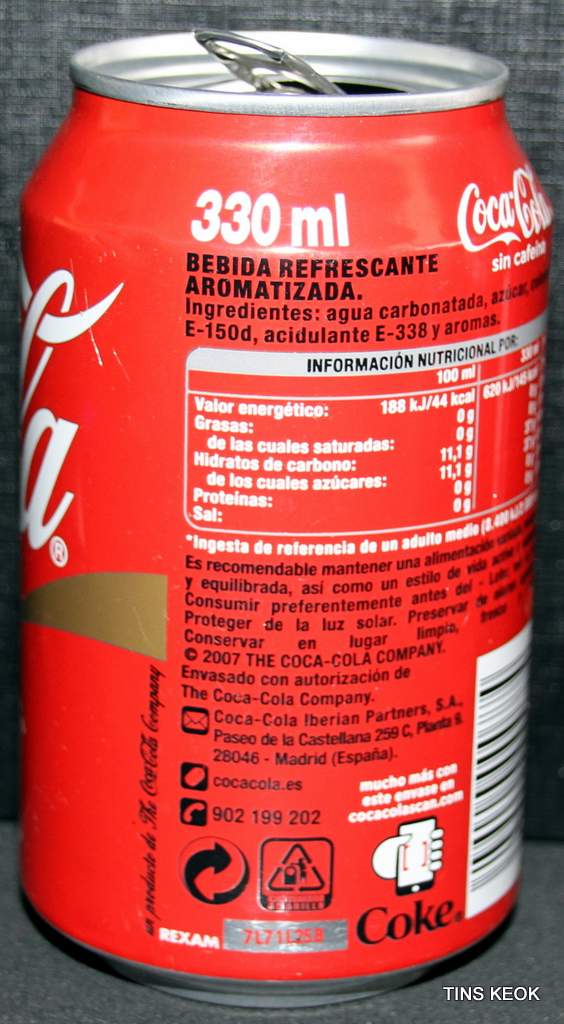 330 ml
Coca-Cola
sin cafeína
BEBIDA REFRESCANTE
AROMATIZADA.
Ingredientes: agua carbonatada, azúcar,
E-150d, acidulante E-338 y aromas.
INFORMACIÓN NUTRICIONAL POR:
100 ml 330 ml
Valor energético: 188 kJ/44 kcal
Grasas: 0 g
de las cuales saturadas: 0 g
Hidratos de carbono: 11,1 g
de los cuales azúcares: 11,1 g
Proteínas: 0 g
Sal: 0 g
*Ingesta de referencia de un adulto medio
Es recomendable mantener una alimentación
y equilibrada, así como un estilo de vida
Consumir preferentemente antes del
Proteger de la luz solar. Preservar de
Conservar en lugar limpio, fresco
© 2007 THE COCA-COLA COMPANY.
Envasado con autorización de
The Coca-Cola Company.
Coca-Cola Iberian Partners, S.A.,
Paseo de la Castellana 259 C, Planta 9.
28046 - Madrid (España).
cocacola.es
902 199 202
mucho más con
este envase en
cocacolascan.com
un producto de The Coca-Cola Company
a®
AMARILLO
REXAM
7L71L25B
Coke®
TINS KEOK